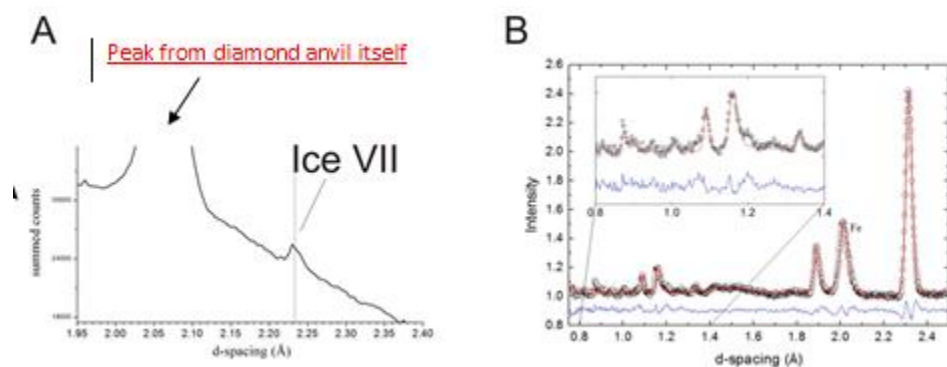 A
Peak from diamond anvil itself
Ice VII
summed counts
1.95 2.00 2.05 2.10 2.15 2.20 2.25 2.30 2.35 2.40
d-spacing (Å)
B
2.6
2.4
2.2
2.0
1.8
1.6
1.4
1.2
1.0
0.8
Intensity
0.8 1.0 1.2 1.4
Fe
0.8 1.0 1.2 1.4 1.6 1.8 2.0 2.2 2.4
d-spacing (Å)